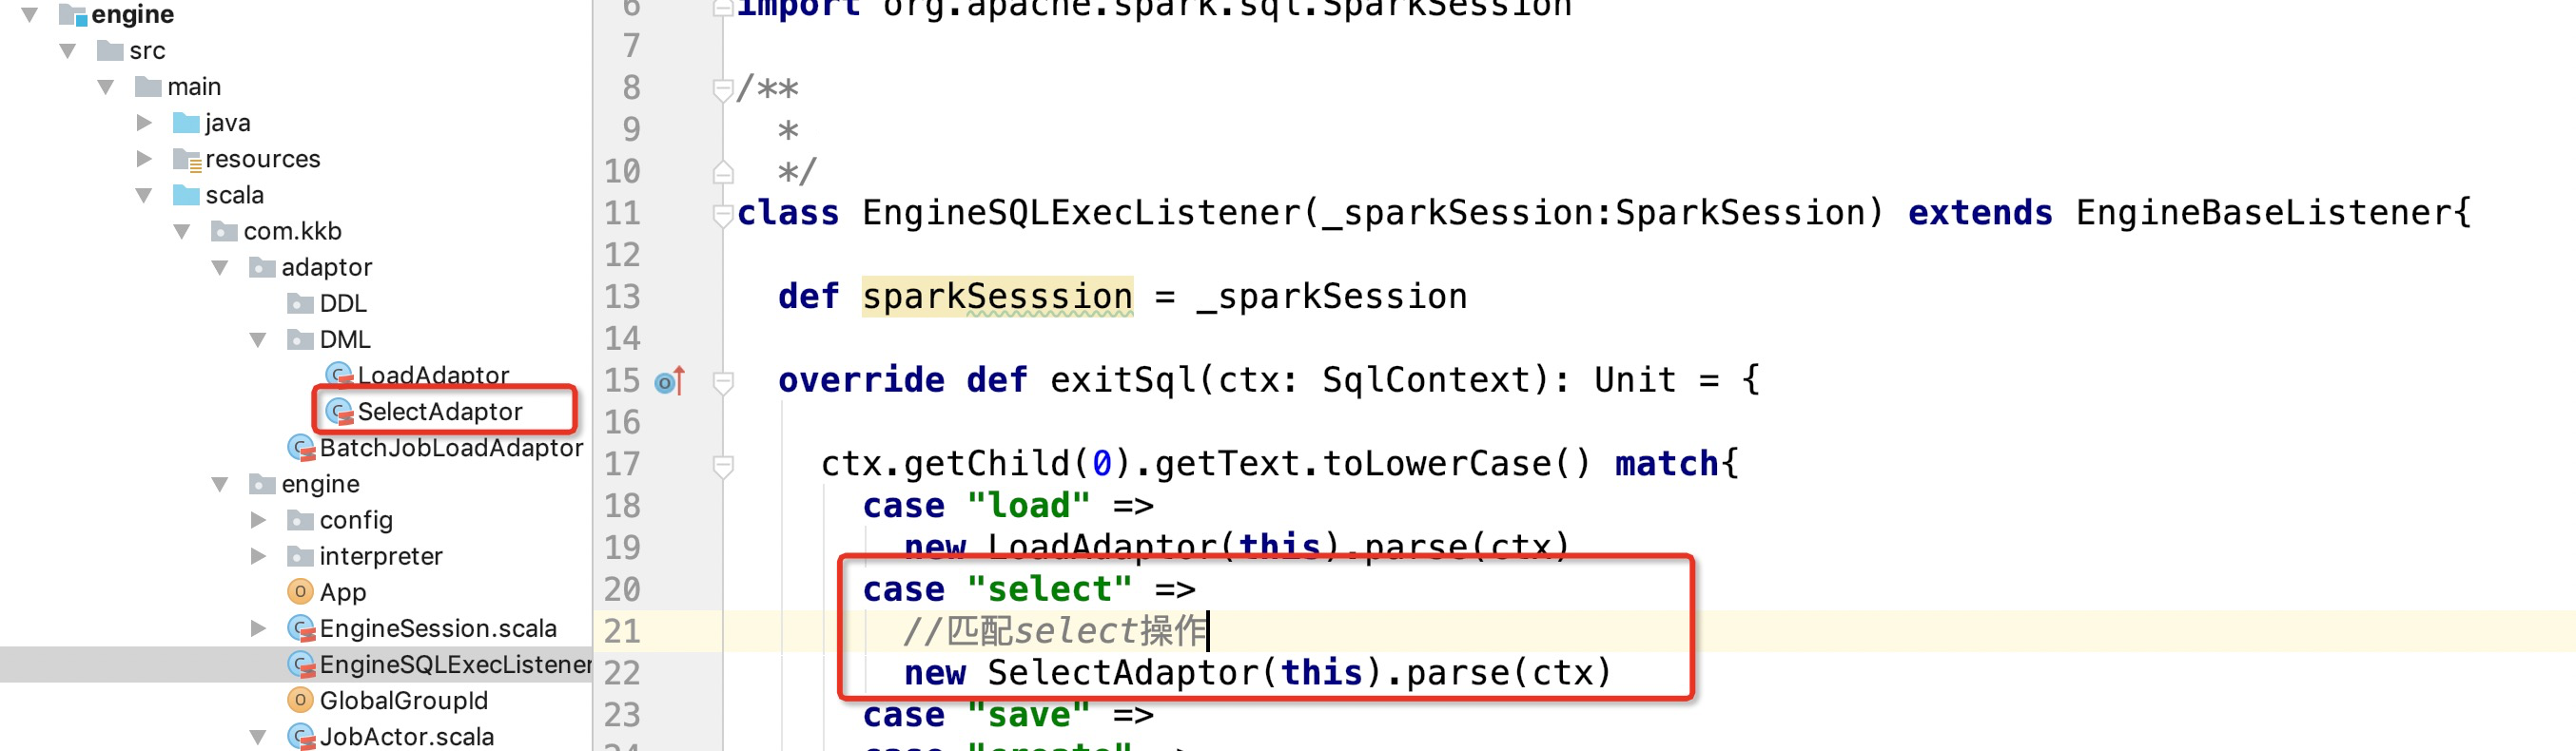 engine
src
main
java
resources
scala
com.kkb
adaptor
DDL
DML
LoadAdaptor
SelectAdaptor
BatchJobLoadAdaptor
engine
config
interpreter
App
EngineSession.scala
EngineSQLExecListener
GlobalGroupId
JobActor.scala
6 import org.apache.spark.sql.SparkSession
7
8 /**
9 *
10 */
11 class EngineSQLExecListener(_sparkSession:SparkSession) extends EngineBaseListener{
12
13 def sparkSesssion = _sparkSession
14
15 override def exitSql(ctx: SqlContext): Unit = {
16
17 ctx.getChild(0).getText.toLowerCase() match{
18 case "load" =>
19 new LoadAdaptor(this).parse(ctx)
20 case "select" =>
21 //匹配select操作
22 new SelectAdaptor(this).parse(ctx)
23 case "save" =>
24 case "create" =>